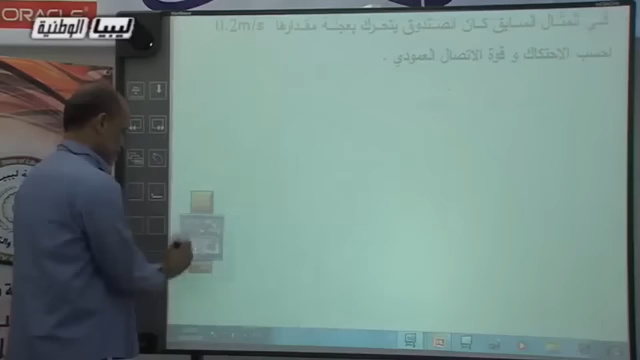 ORACLE
ليبيا الوطنية
في المثال السابق كان الصندوق يتحرك بعجلة مقدارها 11.2m/s
احسب الاحتكاك و قوة الاتصال العمودي .